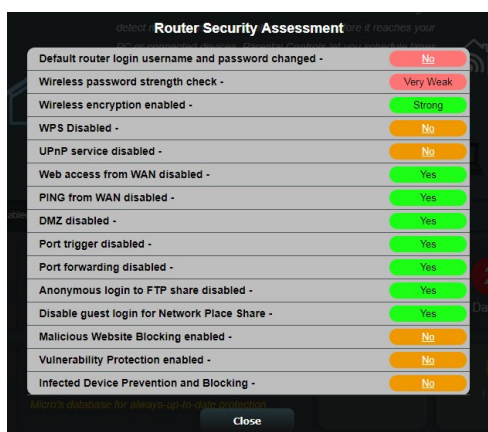 detect
it reaches your
Router Security Assessment
Default router login username and password changed - No
Wireless password strength check - Very Weak
Wireless encryption enabled - Strong
WPS Disabled - No
UPnP service disabled - No
Web access from WAN disabled - Yes
PING from WAN disabled - Yes
DMZ disabled - Yes
Port trigger disabled - Yes
Port forwarding disabled - Yes
Anonymous login to FTP share disabled - Yes
Disable guest login for Network Place Share - Yes
Malicious Website Blocking enabled - No
Vulnerability Protection enabled - No
Infected Device Prevention and Blocking - No
Micro's database for always-up-to-date protection
Close